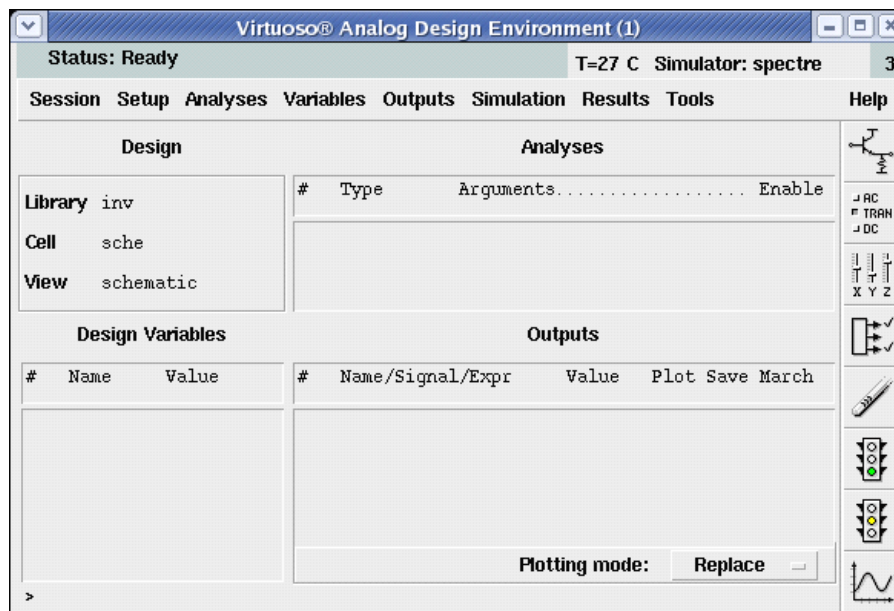 Virtuoso® Analog Design Environment (1)
Status: Ready
T=27 C Simulator: spectre 3
Session Setup Analyses Variables Outputs Simulation Results Tools Help
Design
Analyses
Library inv
Cell sche
View schematic
# Type Arguments.................. Enable
AC
TRAN
DC
X Y Z
Design Variables
Outputs
# Name Value
# Name/Signal/Expr Value Plot Save March
Plotting mode: Replace
>